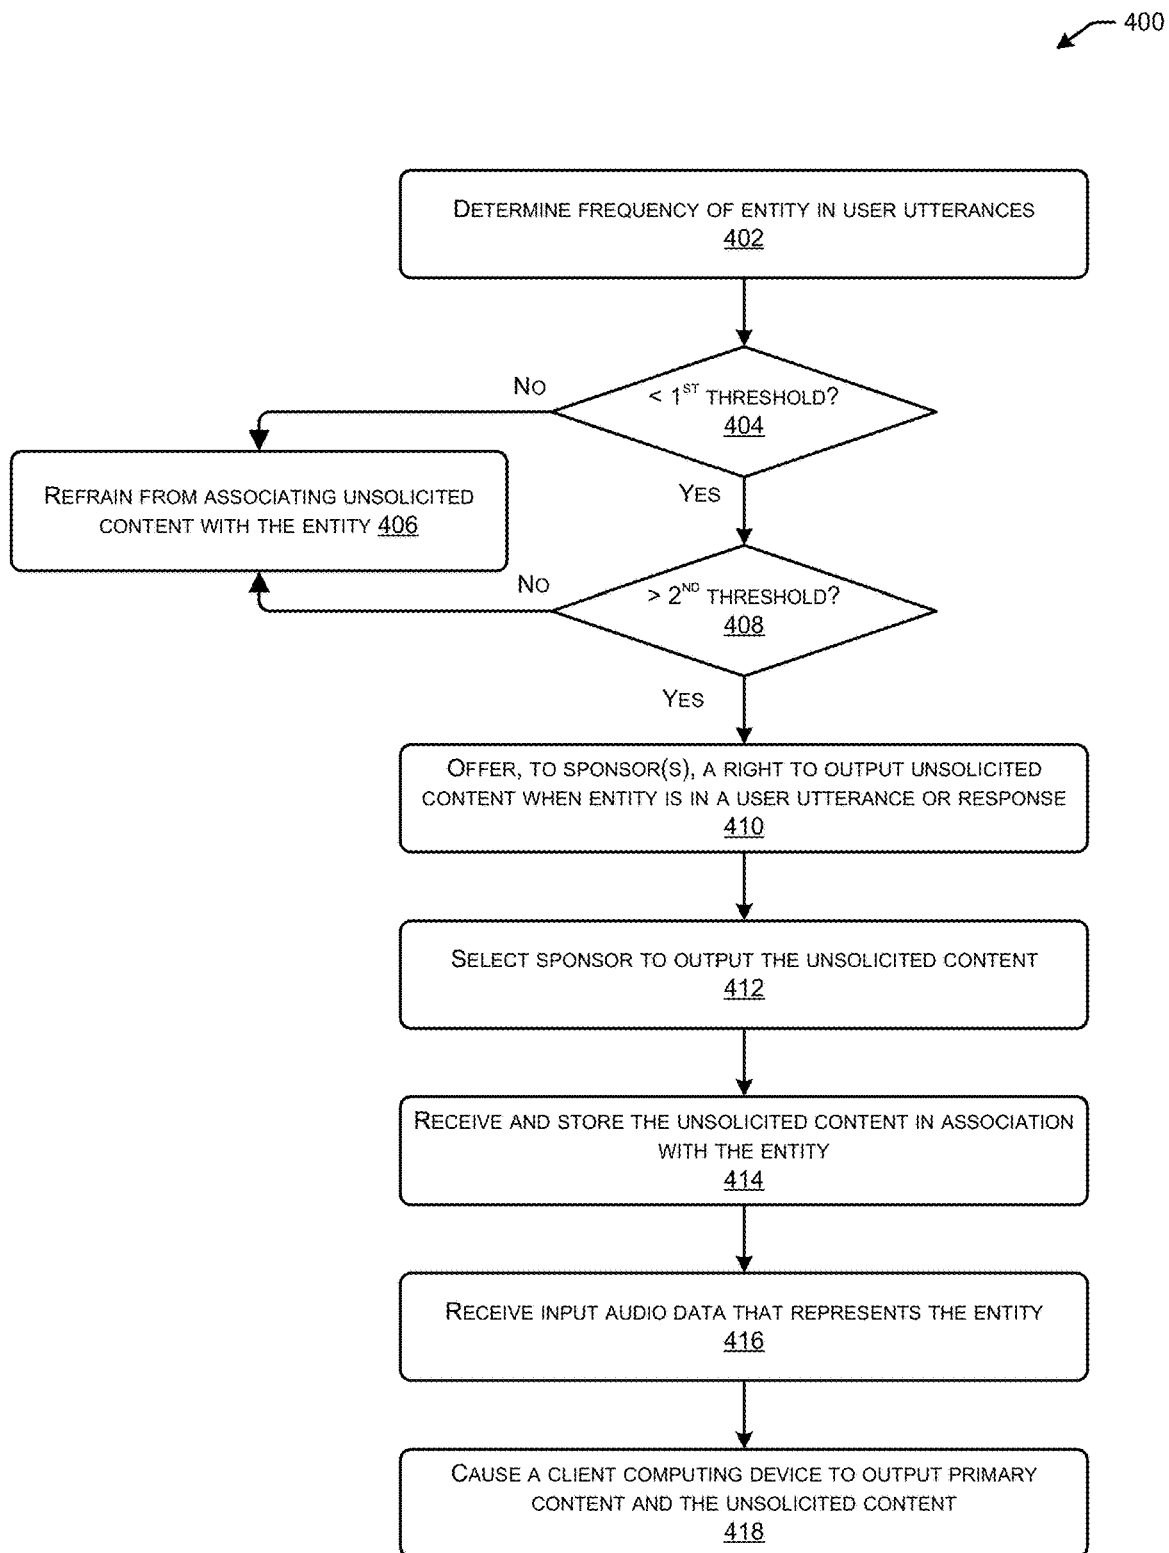 400
Determine frequency of entity in user utterances
402
No
< 1st threshold?
404
Refrain from associating unsolicited
content with the entity 406
Yes
No
> 2nd threshold?
408
Yes
Offer, to sponsor(s), a right to output unsolicited
content when entity is in a user utterance or response
410
Select sponsor to output the unsolicited content
412
Receive and store the unsolicited content in association
with the entity
414
Receive input audio data that represents the entity
416
Cause a client computing device to output primary
content and the unsolicited content
418